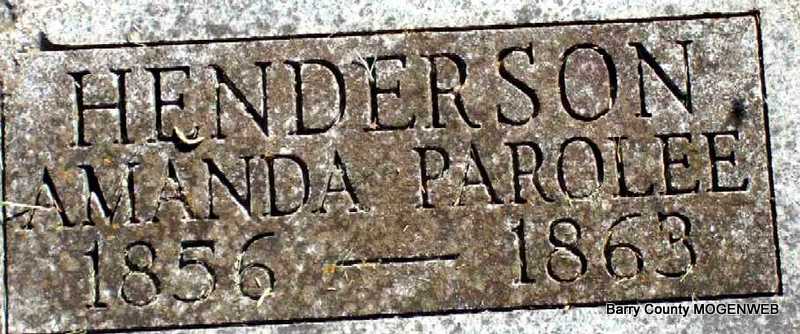 HENDERSON
AMANDA PAROLEE
1856 — 1863
Barry County MOGENWEB